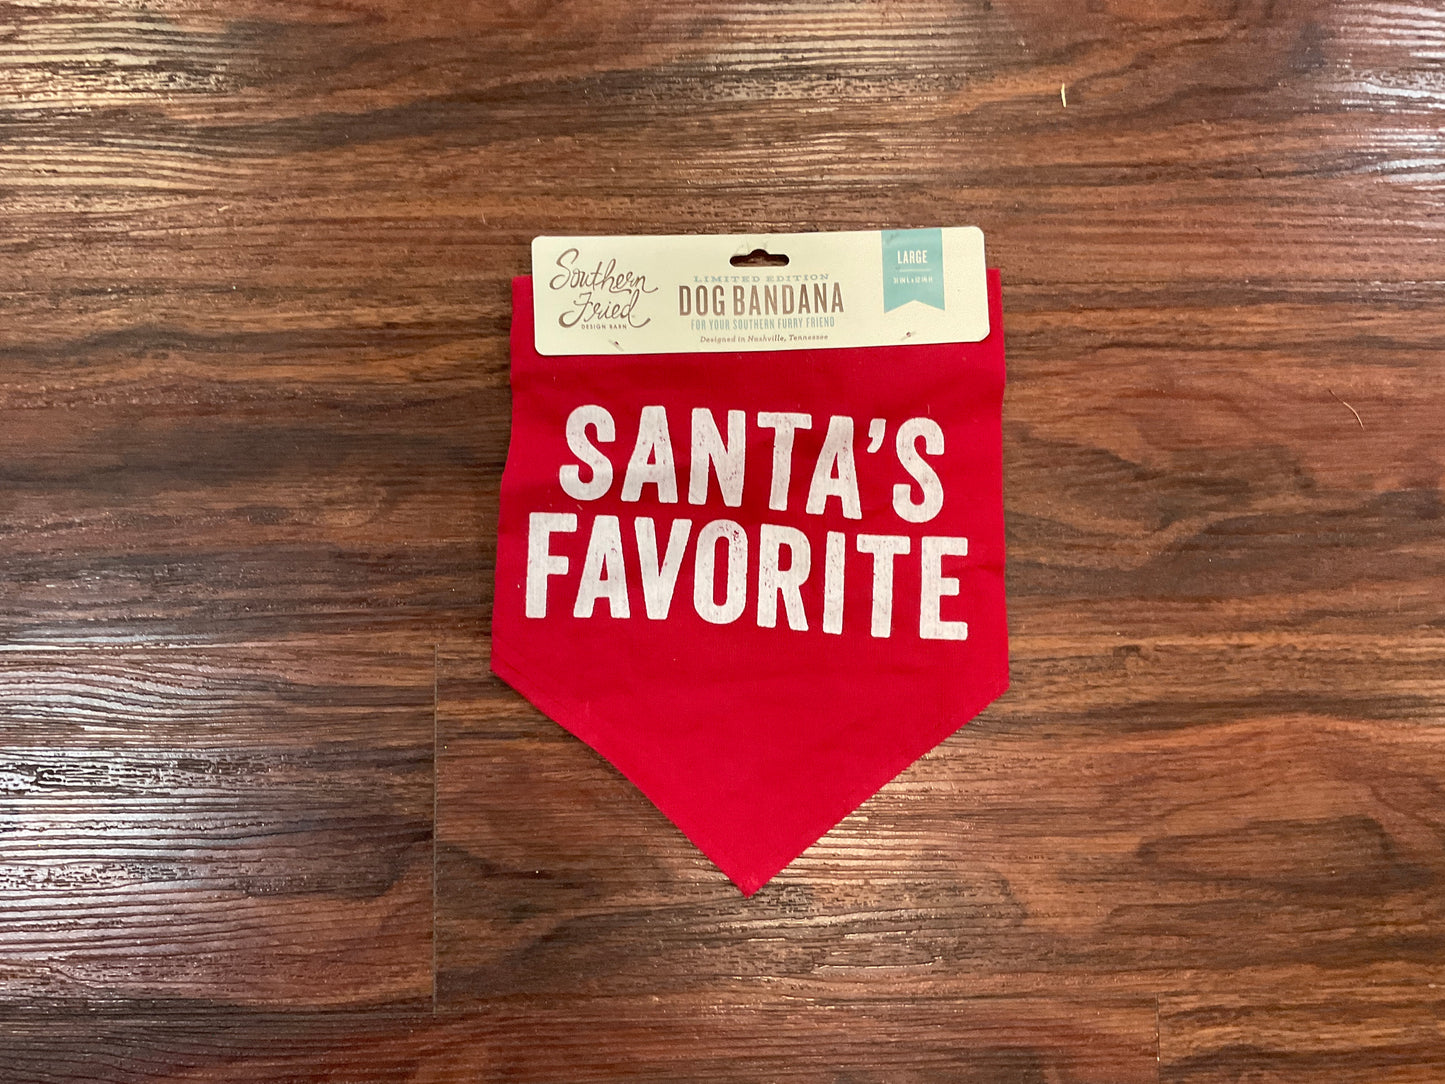 Southern
Fried
DESIGN BARN
LIMITED EDITION
DOG BANDANA
FOR YOUR SOUTHERN FURRY FRIEND
Designed in Nashville, Tennessee
LARGE
SANTA'S
FAVORITE